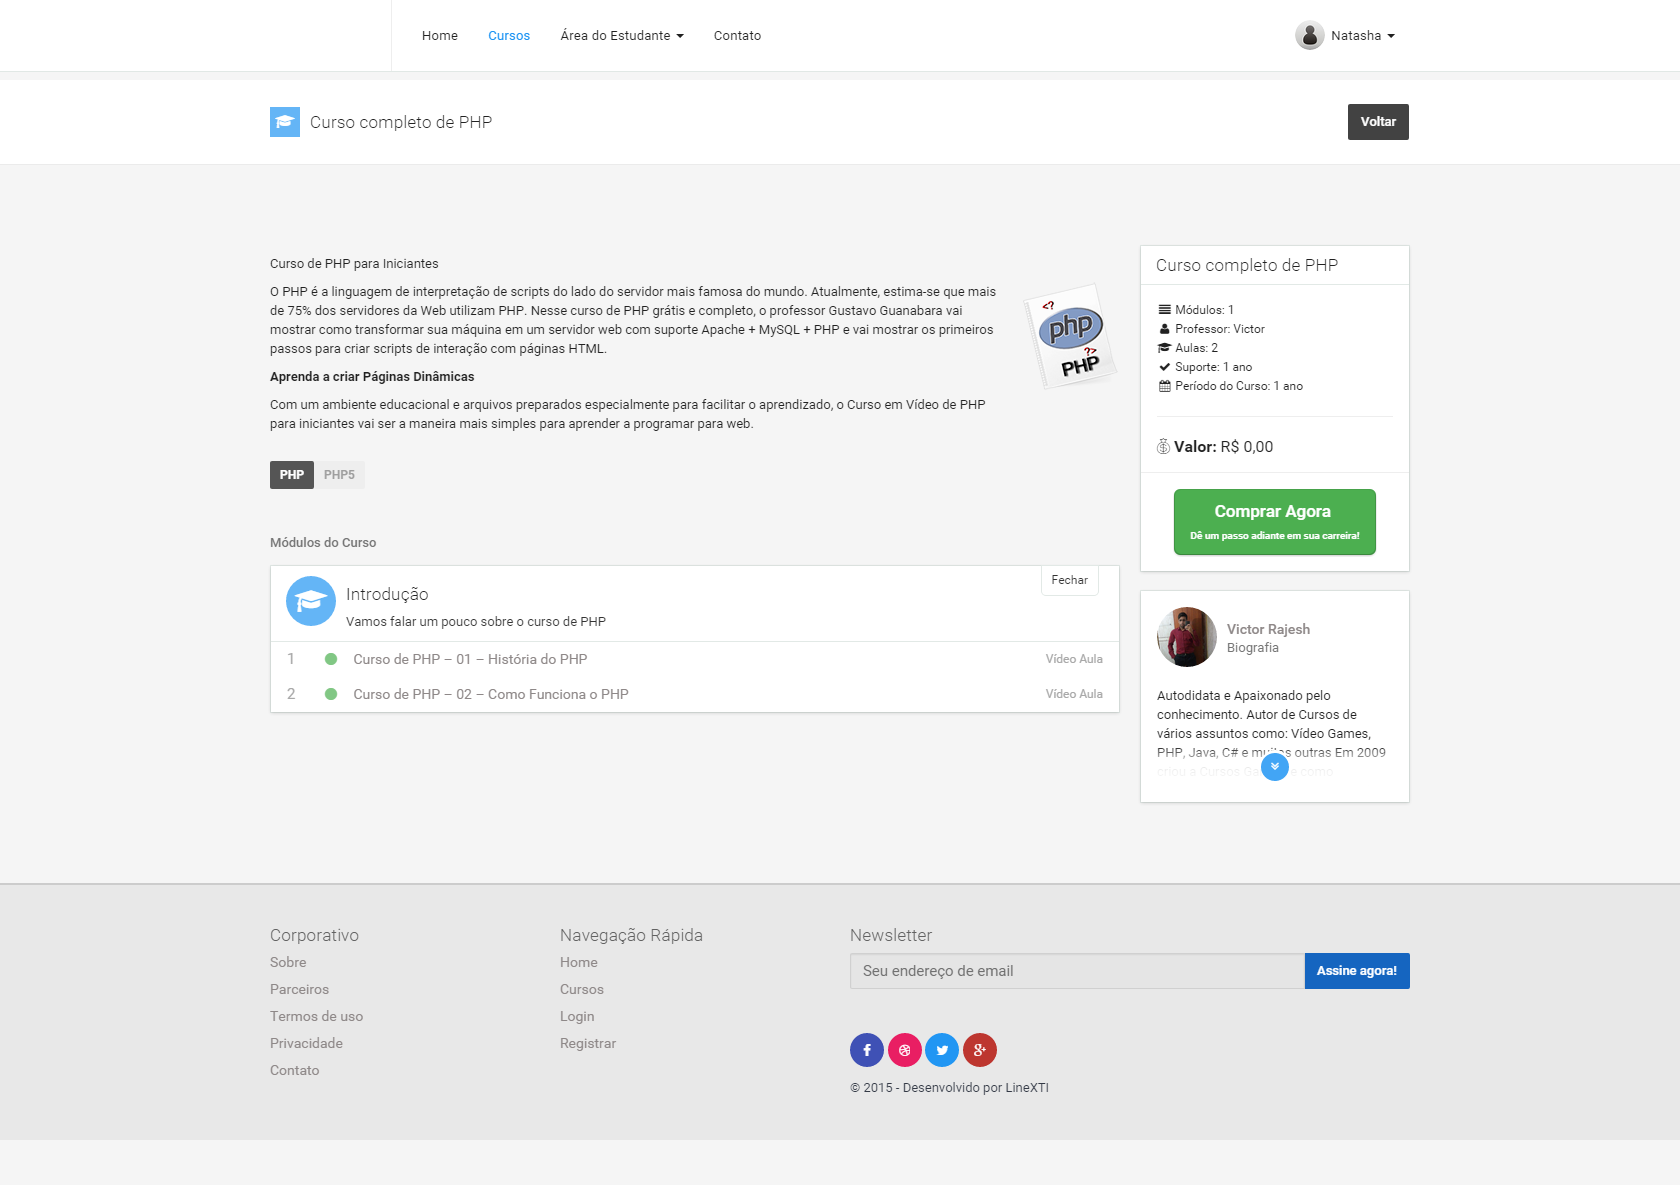 Home Cursos Área do Estudante Contato Natasha
Curso completo de PHP
Voltar
Curso de PHP para Iniciantes
O PHP é a linguagem de interpretação de scripts do lado do servidor mais famosa do mundo. Atualmente, estima-se que mais
de 75% dos servidores da Web utilizam PHP. Nesse curso de PHP grátis e completo, o professor Gustavo Guanabara vai
mostrar como transformar sua máquina em um servidor web com suporte Apache + MySQL + PHP e vai mostrar os primeiros
passos para criar scripts de interação com páginas HTML.
Aprenda a criar Páginas Dinâmicas
Com um ambiente educacional e arquivos preparados especialmente para facilitar o aprendizado, o Curso em Vídeo de PHP
para iniciantes vai ser a maneira mais simples para aprender a programar para web.
<?
php
?>
PHP
PHP PHP5
Módulos do Curso
Introdução
Fechar
Vamos falar um pouco sobre o curso de PHP
1 Curso de PHP – 01 – História do PHP Vídeo Aula
2 Curso de PHP – 02 – Como Funciona o PHP Vídeo Aula
Curso completo de PHP
Módulos: 1
Professor: Victor
Aulas: 2
Suporte: 1 ano
Período do Curso: 1 ano
Valor: R$ 0,00
Comprar Agora
Dê um passo adiante em sua carreira!
Victor Rajesh
Biografia
Autodidata e Apaixonado pelo
conhecimento. Autor de Cursos de
vários assuntos como: Vídeo Games,
PHP, Java, C# e muitas outras Em 2009
criou a Cursos como
Corporativo
Sobre
Parceiros
Termos de uso
Privacidade
Contato
Navegação Rápida
Home
Cursos
Login
Registrar
Newsletter
Seu endereço de email
Assine agora!
© 2015 - Desenvolvido por LineXTI